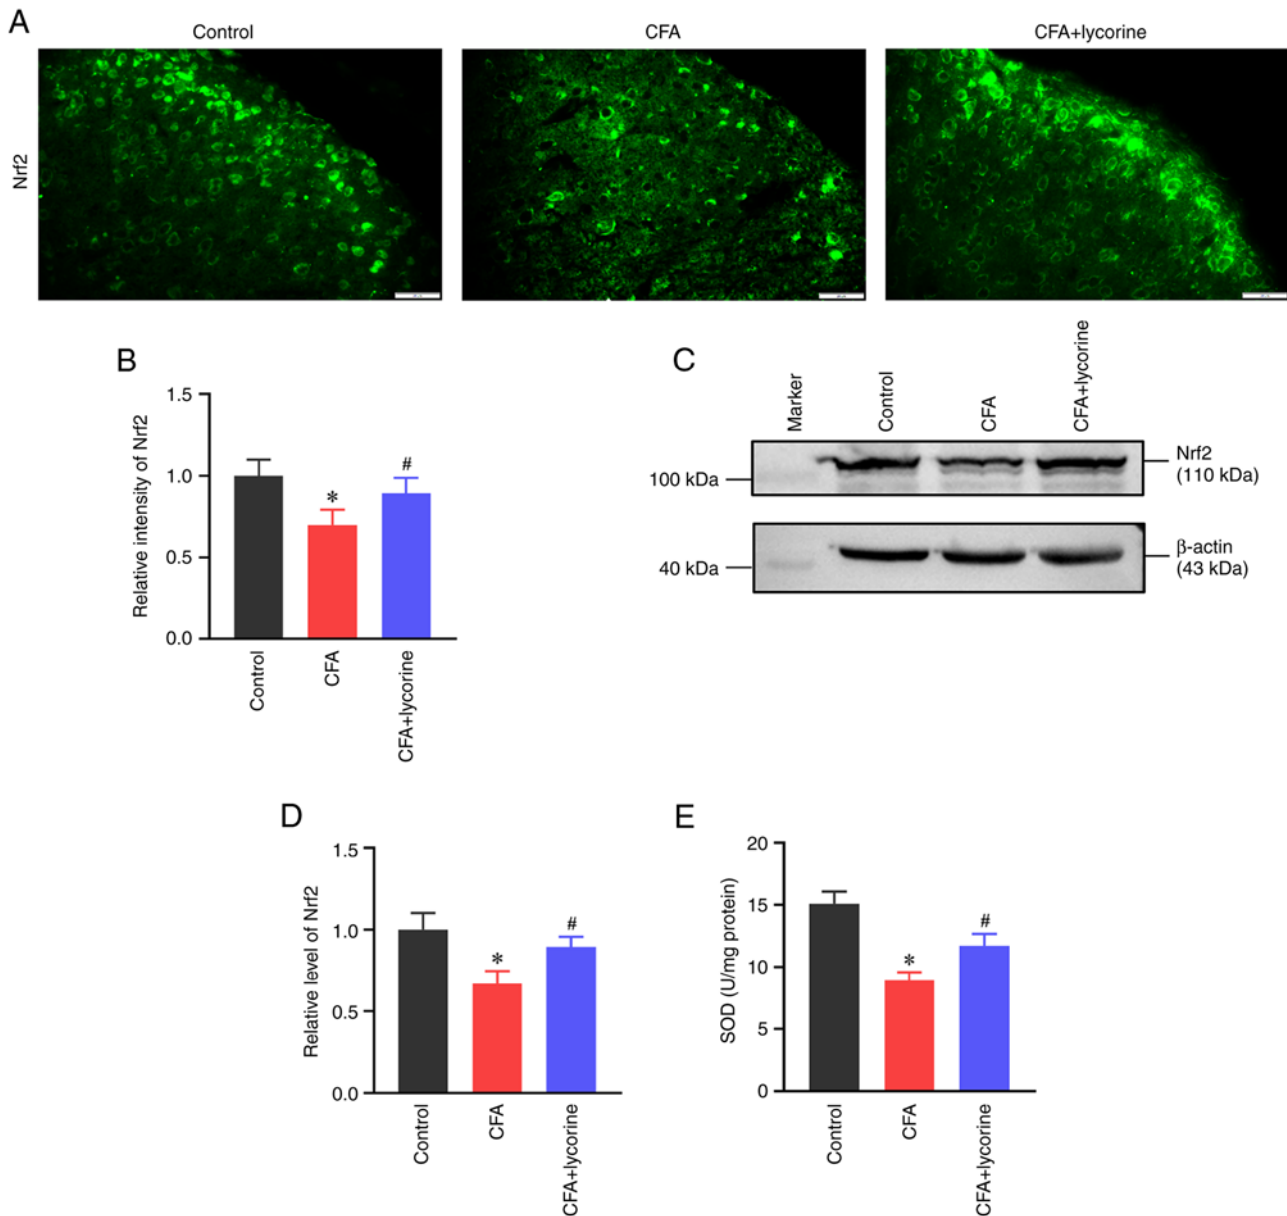 A
Control
CFA
CFA+lycorine
Nrf2
B
Relative intensity of Nrf2
1.5
1.0
0.5
0.0
*
#
Control
CFA
CFA+lycorine
C
Marker
Control
CFA
CFA+lycorine
100 kDa
Nrf2
(110 kDa)
40 kDa
β-actin
(43 kDa)
D
Relative level of Nrf2
1.5
1.0
0.5
0.0
*
#
Control
CFA
CFA+lycorine
E
SOD (U/mg protein)
20
15
10
5
0
*
#
Control
CFA
CFA+lycorine